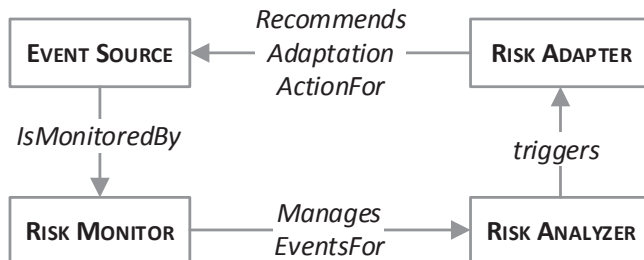 EVENT SOURCE
Recommends
Adaptation
ActionFor
RISK ADAPTER
IsMonitoredBy
triggers
RISK MONITOR
Manages
EventsFor
RISK ANALYZER